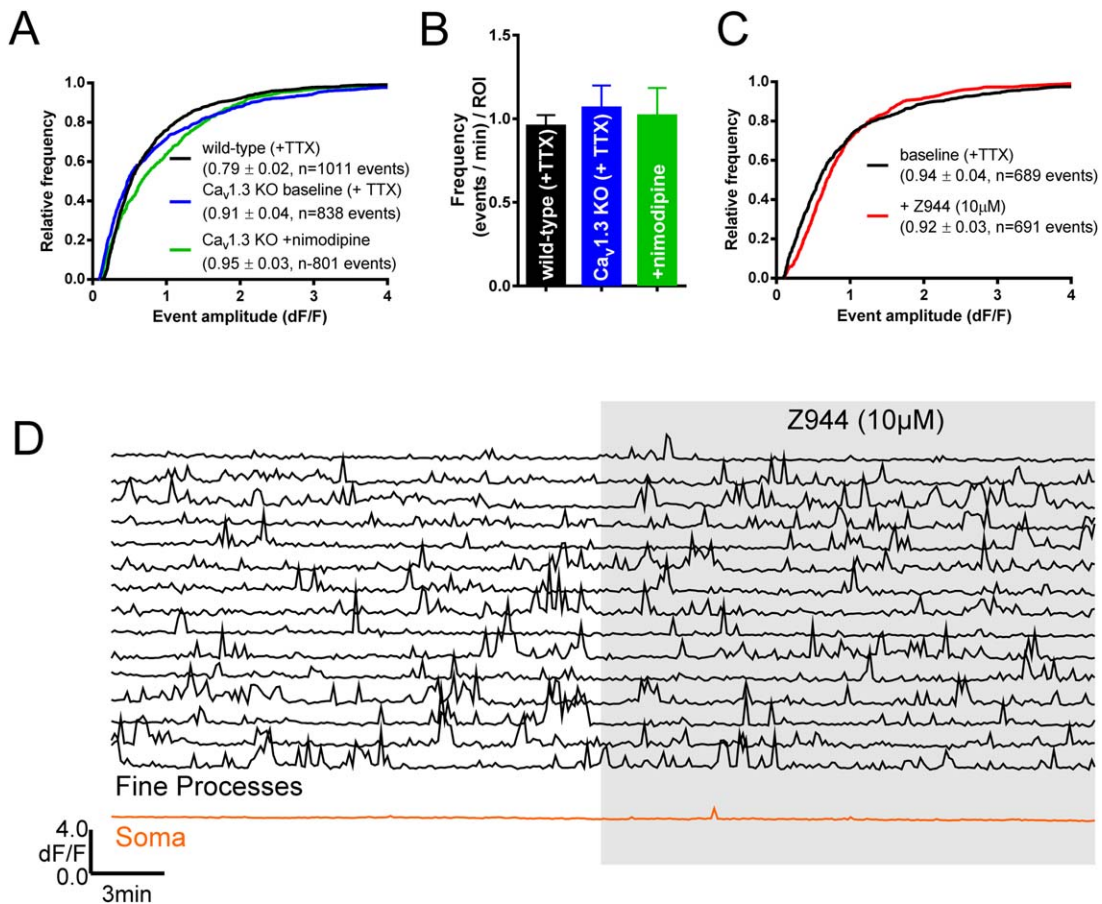 A
Relative frequency
1.0
0.8
0.6
0.4
0.2
0.0
wild-type (+TTX)
(0.79 ± 0.02, n=1011 events)
Cav1.3 KO baseline (+ TTX)
(0.91 ± 0.04, n=838 events)
Cav1.3 KO +nimodipine
(0.95 ± 0.03, n-801 events)
0 1 2 3 4
Event amplitude (dF/F)
B
Frequency
(events / min) / ROI
1.5
1.0
0.5
0.0
wild-type (+TTX)
Cav1.3 KO (+ TTX)
+nimodipine
C
Relative frequency
1.0
0.8
0.6
0.4
0.2
0.0
baseline (+TTX)
(0.94 ± 0.04, n=689 events)
+ Z944 (10µM)
(0.92 ± 0.03, n=691 events)
0 1 2 3 4
Event amplitude (dF/F)
D
Z944 (10µM)
Fine Processes
Soma
4.0
dF/F
0.0
3min